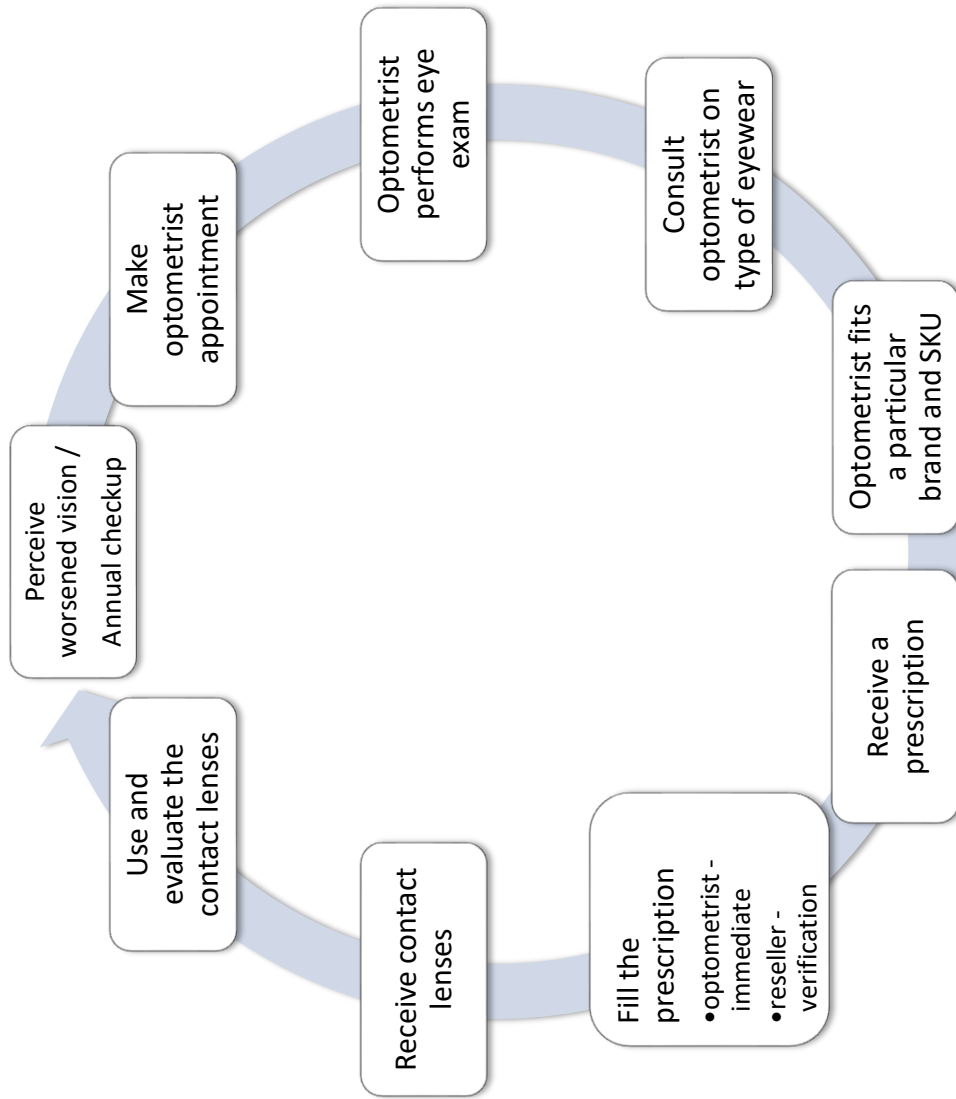 Perceive
worsened vision /
Annual checkup
Make
optometrist
appointment
Optometrist
performs eye
exam
Consult
optometrist on
type of eyewear
Optometrist fits
a particular
brand and SKU
Receive a
prescription
Fill the
prescription
•optometrist -
immediate
•reseller -
verification
Receive contact
lenses
Use and
evaluate the
contact lenses